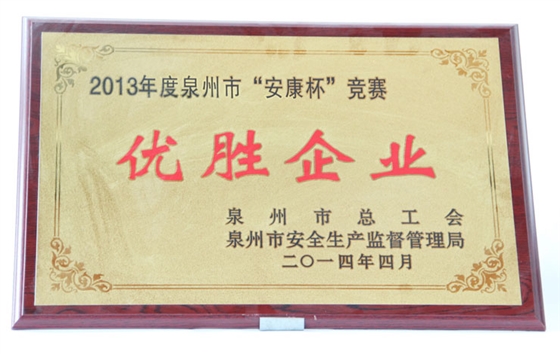 2013年度泉州市“安康杯”竞赛
优胜企业
泉州市总工会
泉州市安全生产监督管理局
二〇一四年四月